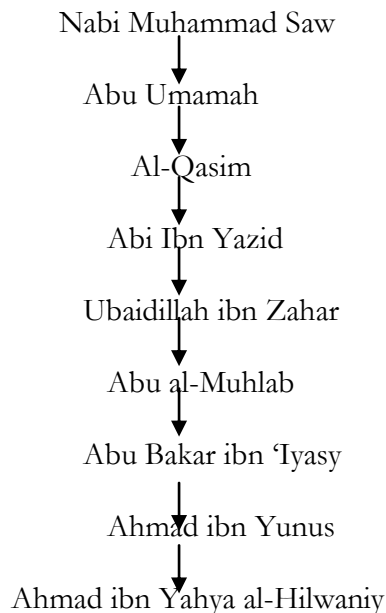 Nabi Muhammad Saw
Abu Umamah
Al-Qasim
Abi Ibn Yazid
Ubaidillah ibn Zahar
Abu al-Muhlab
Abu Bakar ibn ‘Iyasy
Ahmad ibn Yunus
Ahmad ibn Yahya al-Hilwaniy